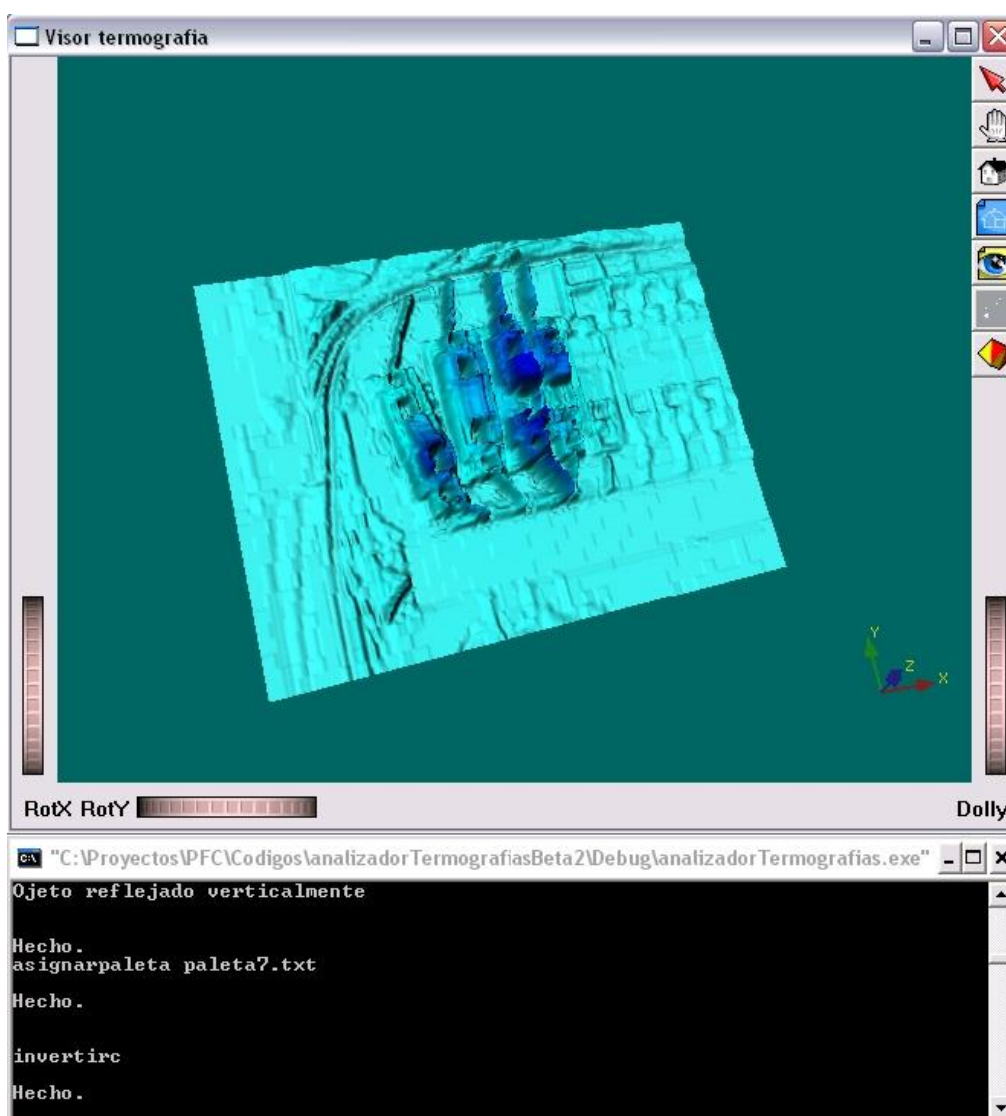 Visor termografia
Y
Z
X
RotX RotY
Dolly
"C:\Proyectos\PFC\Codigos\analizadorTermografiasBeta2\Debug\analizadorTermografias.exe"
Ojeto reflejado verticalmente
Hecho.
asignarpaleta paleta7.txt
Hecho.
invertirc
Hecho.